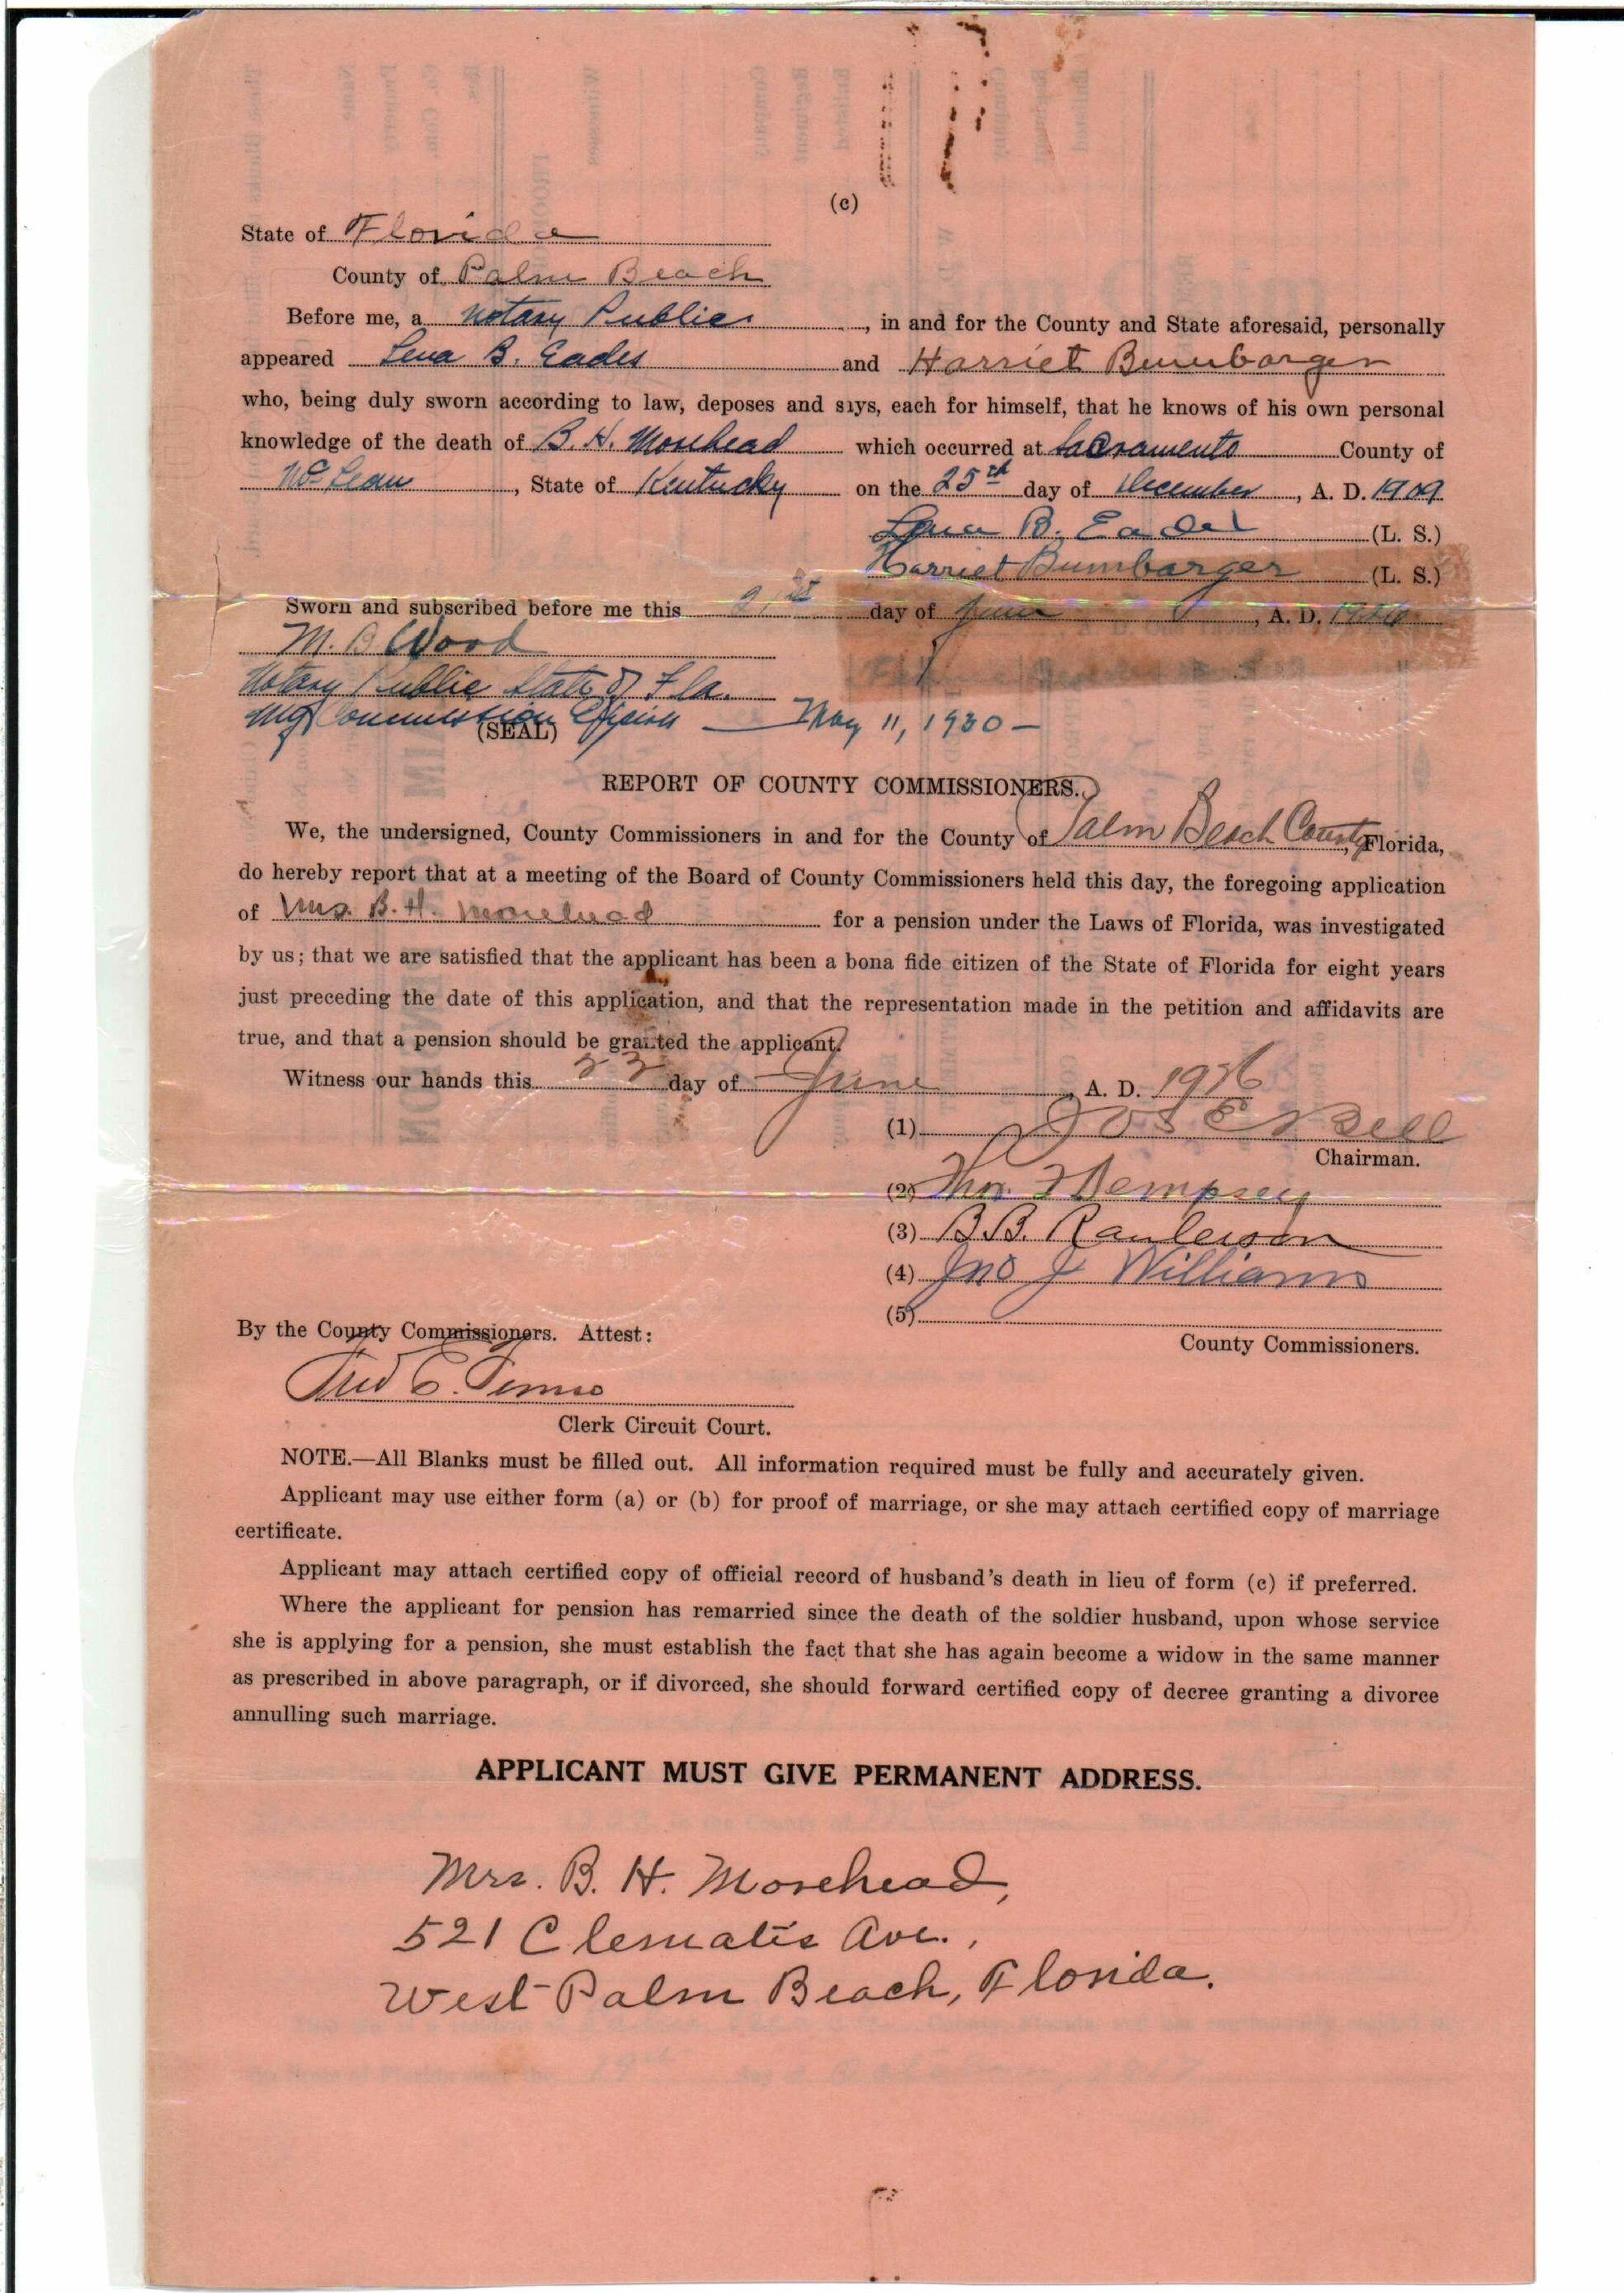 (c)
State of Florida
County of Palm Beach
Before me, a Notary Public, in and for the County and State aforesaid, personally
appeared Lena B. Eades and Harriet Bumbarger
who, being duly sworn according to law, deposes and says, each for himself, that he knows of his own personal
knowledge of the death of B. H. Morehead which occurred at Sacramento County of
McLean, State of Kentucky on the 25th day of December, A. D. 1909
Lena B. Eades (L. S.)
Harriet Bumbarger (L. S.)
Sworn and subscribed before me this 21st day of June, A. D. 1926
M. B Wood
Notary Public State of Fla.
My Commission Expires — May 11, 1930 —
(SEAL)
REPORT OF COUNTY COMMISSIONERS.
We, the undersigned, County Commissioners in and for the County of Palm Beach County, Florida,
do hereby report that at a meeting of the Board of County Commissioners held this day, the foregoing application
of Mrs. B. H. Morehead for a pension under the Laws of Florida, was investigated
by us; that we are satisfied that the applicant has been a bona fide citizen of the State of Florida for eight years
just preceding the date of this application, and that the representation made in the petition and affidavits are
true, and that a pension should be granted the applicant.
Witness our hands this 22 day of June, A. D. 1926
(1) Jos E Bell
Chairman.
(2) Thos. F Dempsey
(3) B.B. Raulerson
(4) Jno J Williams
(5)
By the County Commissioners. Attest:
County Commissioners.
Fred E. Fenno
Clerk Circuit Court.
NOTE.—All Blanks must be filled out. All information required must be fully and accurately given.
Applicant may use either form (a) or (b) for proof of marriage, or she may attach certified copy of marriage
certificate.
Applicant may attach certified copy of official record of husband's death in lieu of form (c) if preferred.
Where the applicant for pension has remarried since the death of the soldier husband, upon whose service
she is applying for a pension, she must establish the fact that she has again become a widow in the same manner
as prescribed in above paragraph, or if divorced, she should forward certified copy of decree granting a divorce
annulling such marriage.
APPLICANT MUST GIVE PERMANENT ADDRESS.
Mrs. B. H. Morehead,
521 Clematis Ave.,
West Palm Beach, Florida.